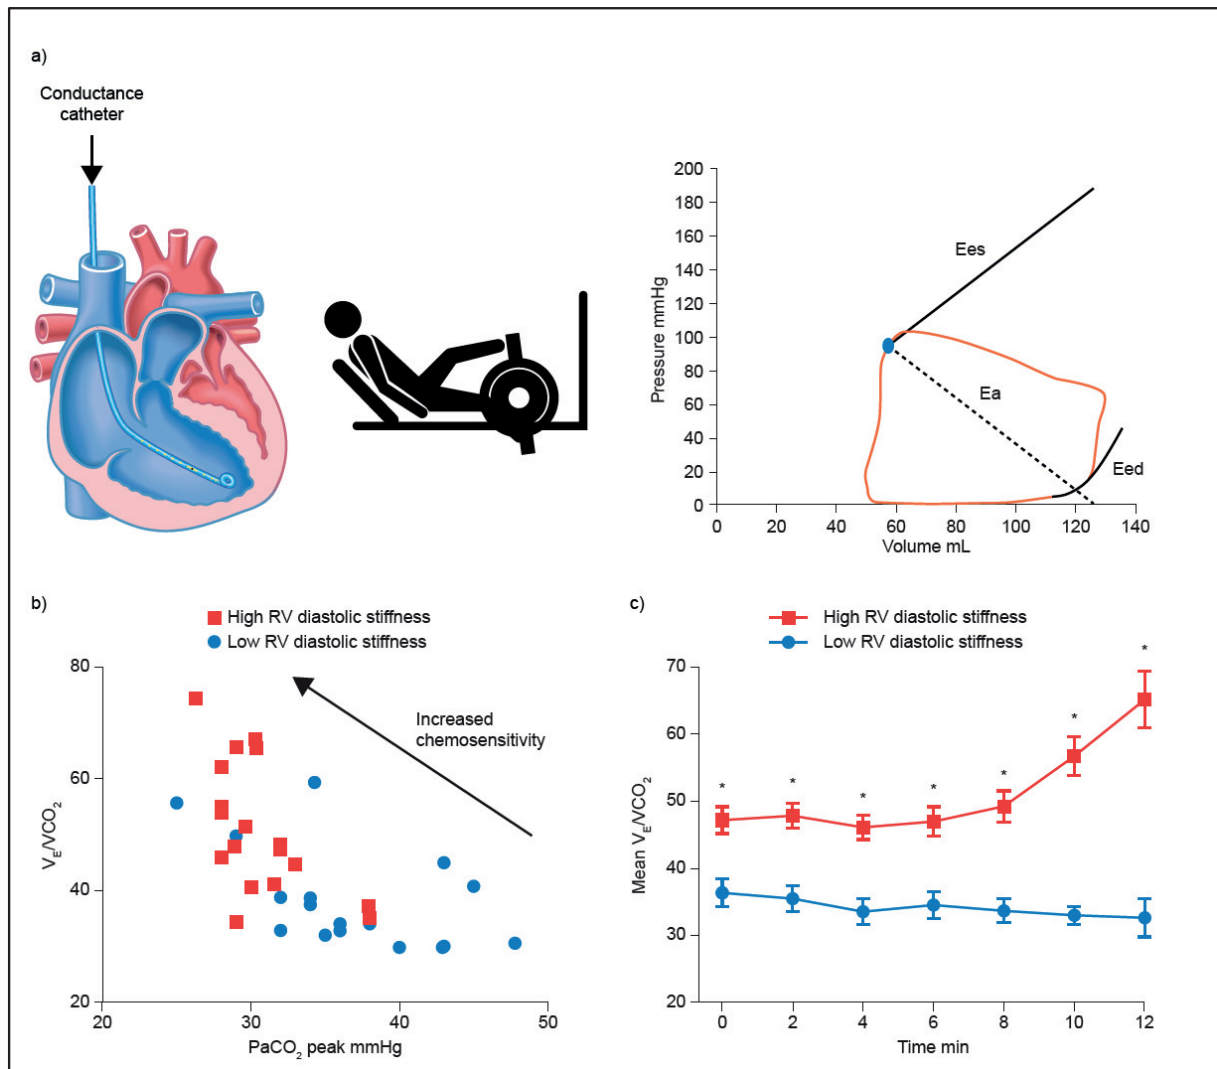 a)
Conductance
catheter
200
180
160
140
120
100
80
60
40
20
0
Pressure mmHg
Ees
Ea
Eed
0 20 40 60 80 100 120 140
Volume mL
b)
High RV diastolic stiffness
Low RV diastolic stiffness
80
60
40
20
V_E/VCO₂
Increased
chemosensitivity
20 30 40 50
PaCO₂ peak mmHg
c)
High RV diastolic stiffness
Low RV diastolic stiffness
70
60
50
40
30
20
Mean V_E/VCO₂
* * * * * * *
0 2 4 6 8 10 12
Time min